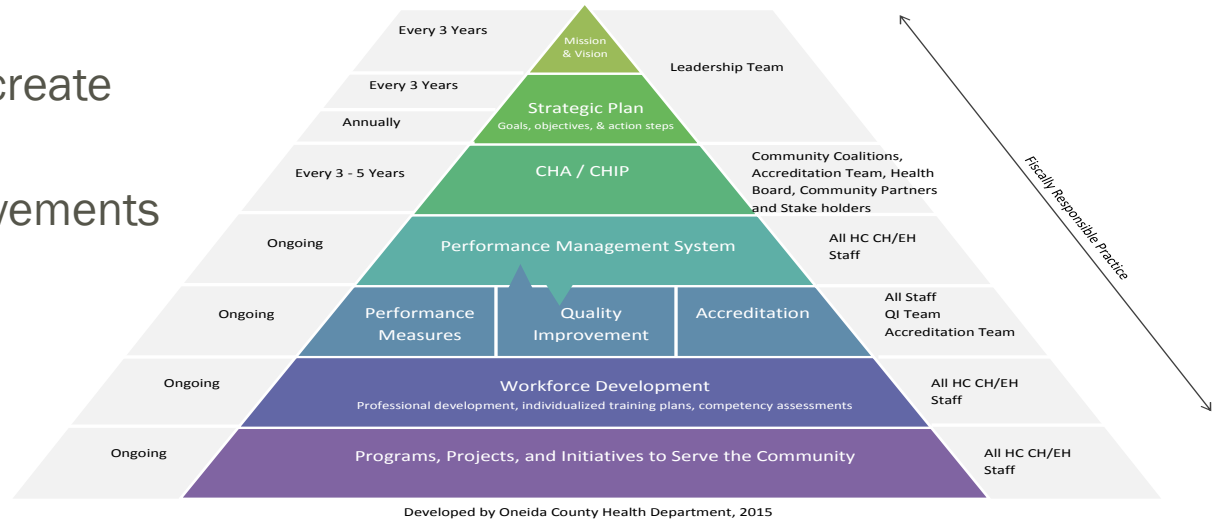 create
vements
Every 3 Years
Mission
& Vision
Leadership Team
Every 3 Years
Strategic Plan
Goals, objectives, & action steps
Annually
Every 3 - 5 Years
CHA / CHIP
Community Coalitions,
Accreditation Team, Health
Board, Community Partners
and Stake holders
Ongoing
Performance Management System
All HC CH/EH
Staff
Ongoing
Performance
Measures
Quality
Improvement
Accreditation
All Staff
QI Team
Accreditation Team
Ongoing
Workforce Development
Professional development, individualized training plans, competency assessments
All HC CH/EH
Staff
Ongoing
Programs, Projects, and Initiatives to Serve the Community
All HC CH/EH
Staff
Fiscally Responsible Practice
Developed by Oneida County Health Department, 2015